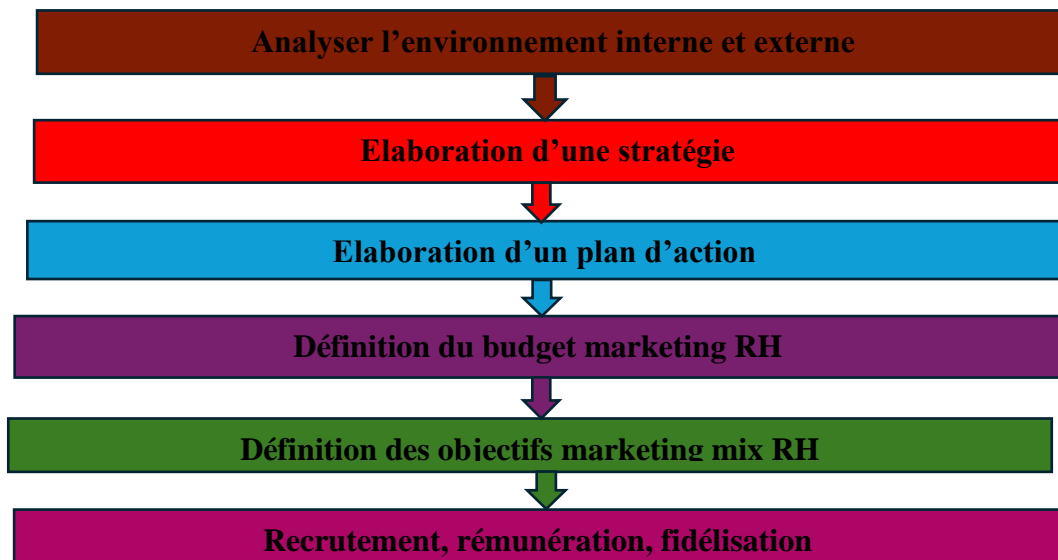 Analyser l’environnement interne et externe
Elaboration d’une stratégie
Elaboration d’un plan d’action
Définition du budget marketing RH
Définition des objectifs marketing mix RH
Recrutement, rémunération, fidélisation